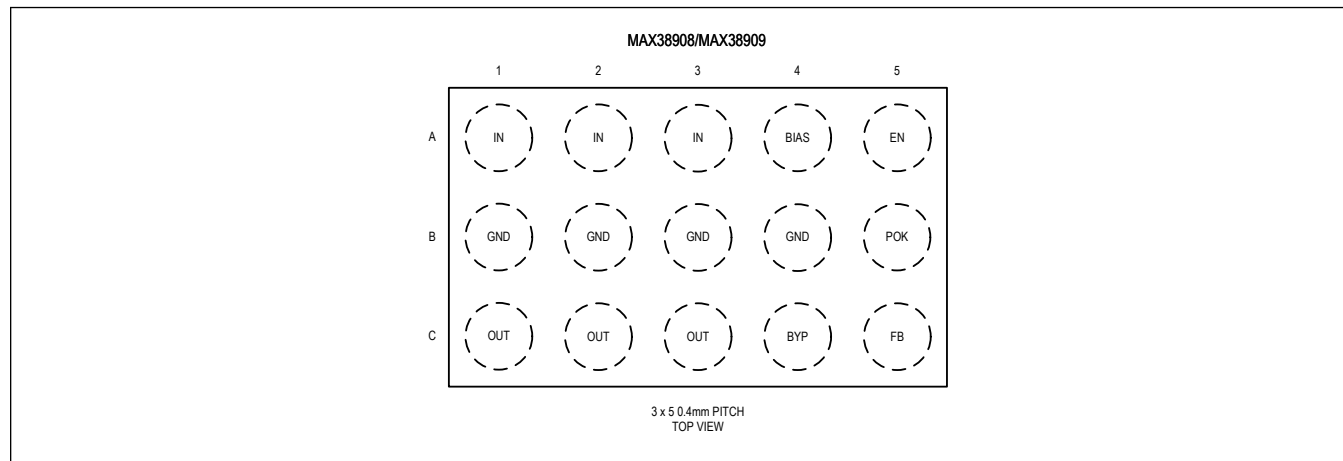 MAX38908/MAX38909
1 2 3 4 5
A IN IN IN BIAS EN
B GND GND GND GND POK
C OUT OUT OUT BYP FB
3 x 5 0.4mm PITCH
TOP VIEW